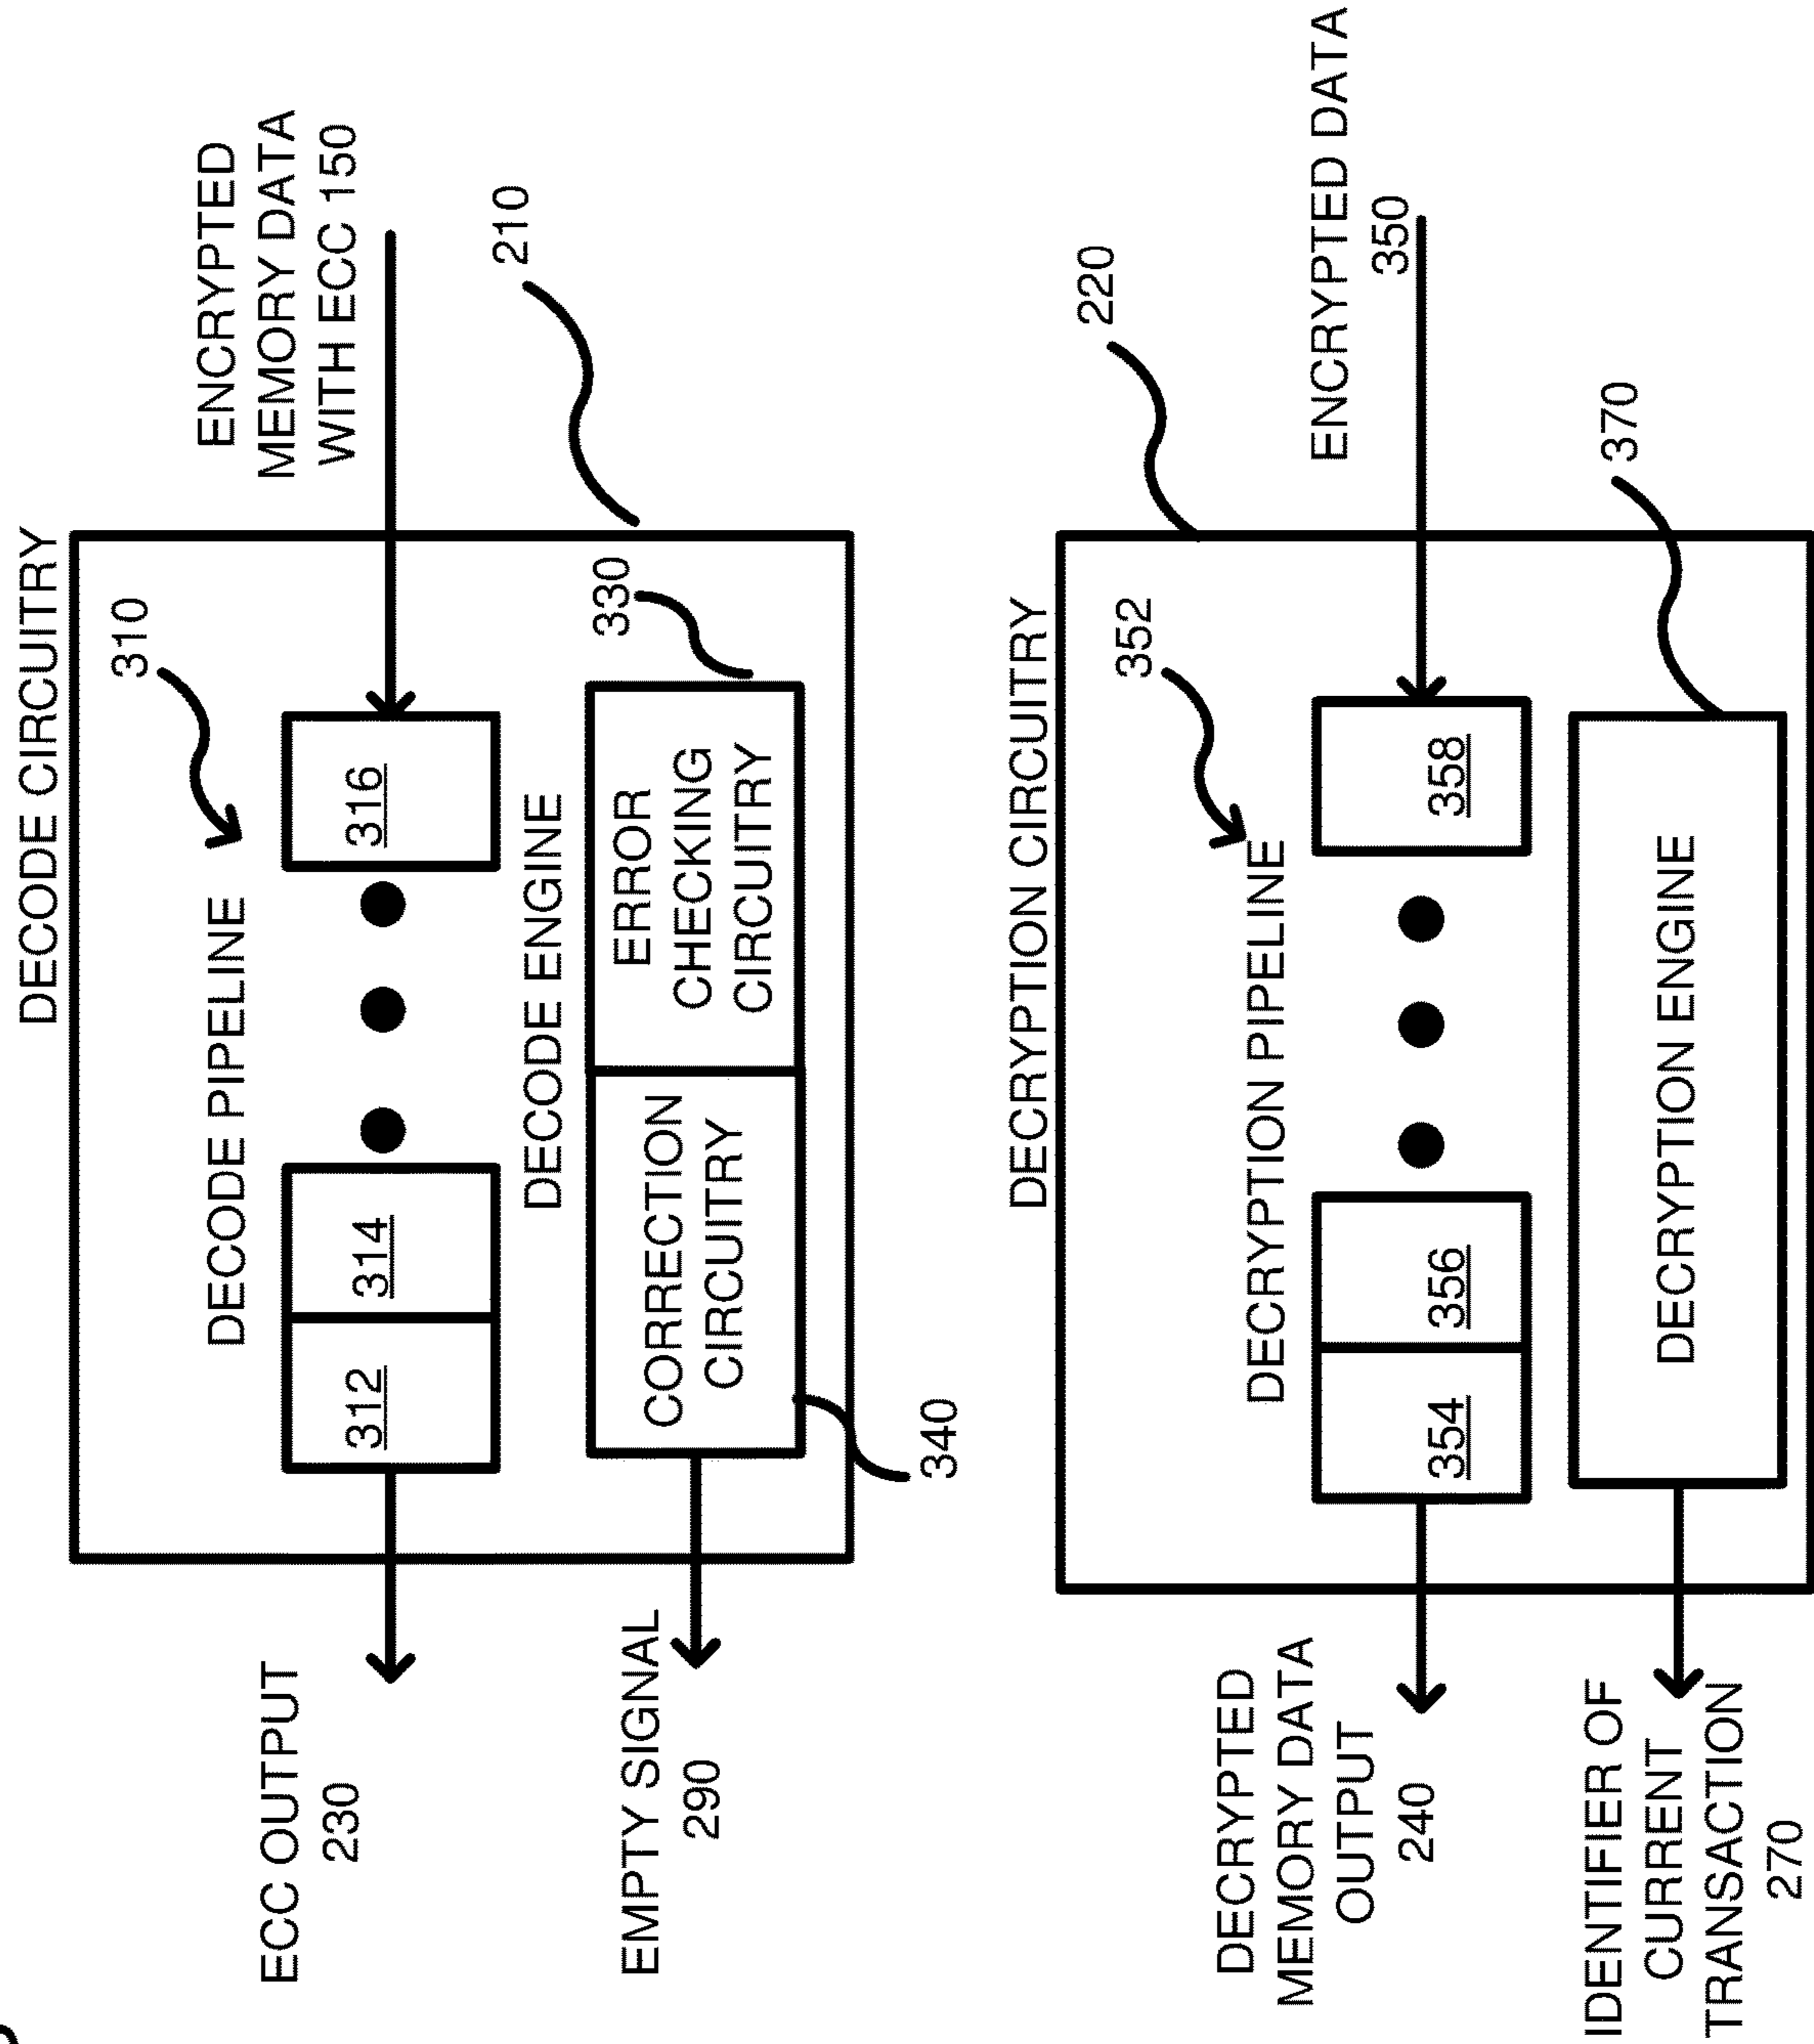 DECODE CIRCUITRY
310
DECODE PIPELINE
312
314
316
DECODE ENGINE
CORRECTION
CIRCUITRY
ERROR
CHECKING
CIRCUITRY
330
340
ENCRYPTED
MEMORY DATA
WITH ECC 150
210
ECC OUTPUT
230
EMPTY SIGNAL
290
DECRYPTION CIRCUITRY
352
DECRYPTION PIPELINE
354
356
358
DECRYPTION ENGINE
220
ENCRYPTED DATA
350
370
DECRYPTED
MEMORY DATA
OUTPUT
240
IDENTIFIER OF
CURRENT
TRANSACTION
270